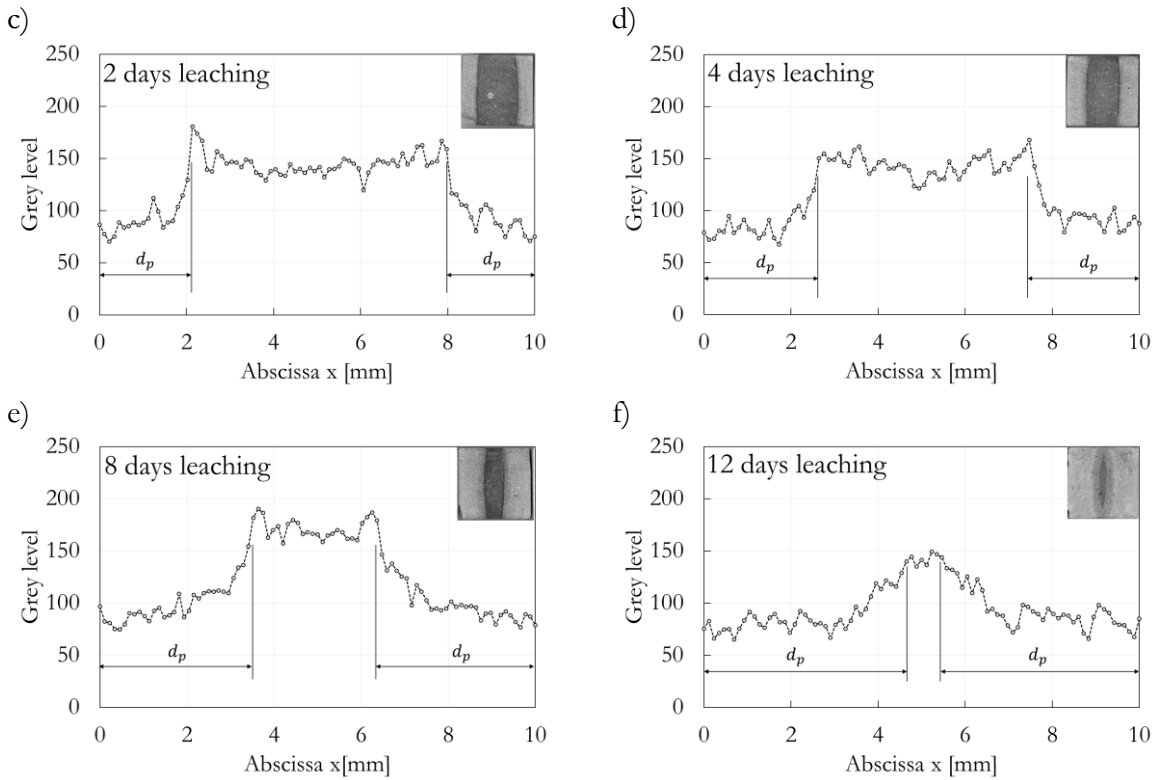 c)
2 days leaching
250
200
150
100
50
0
Grey level
d_p
d_p
0 2 4 6 8 10
Abscissa x [mm]
d)
4 days leaching
250
200
150
100
50
0
Grey level
d_p
d_p
0 2 4 6 8 10
Abscissa x [mm]
e)
8 days leaching
250
200
150
100
50
0
Grey level
d_p
d_p
0 2 4 6 8 10
Abscissa x[mm]
f)
12 days leaching
250
200
150
100
50
0
Grey level
d_p
d_p
0 2 4 6 8 10
Abscissa x [mm]